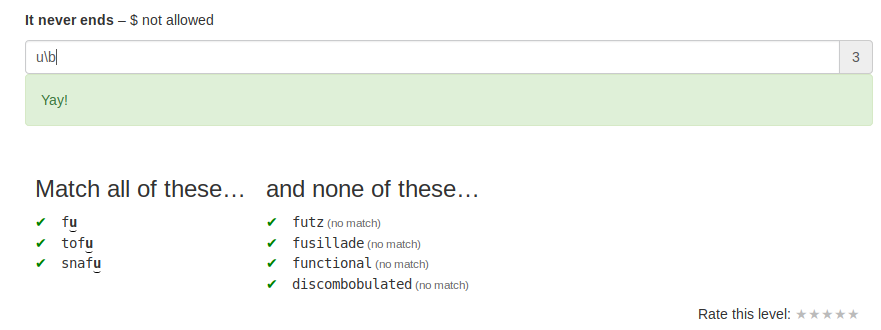 It never ends – $ not allowed
u\b 3
Yay!
Match all of these… and none of these…
✔ fu ✔ futz (no match)
✔ tofu ✔ fusillade (no match)
✔ snafu ✔ functional (no match)
✔ discombobulated (no match)
Rate this level: ★★★★★